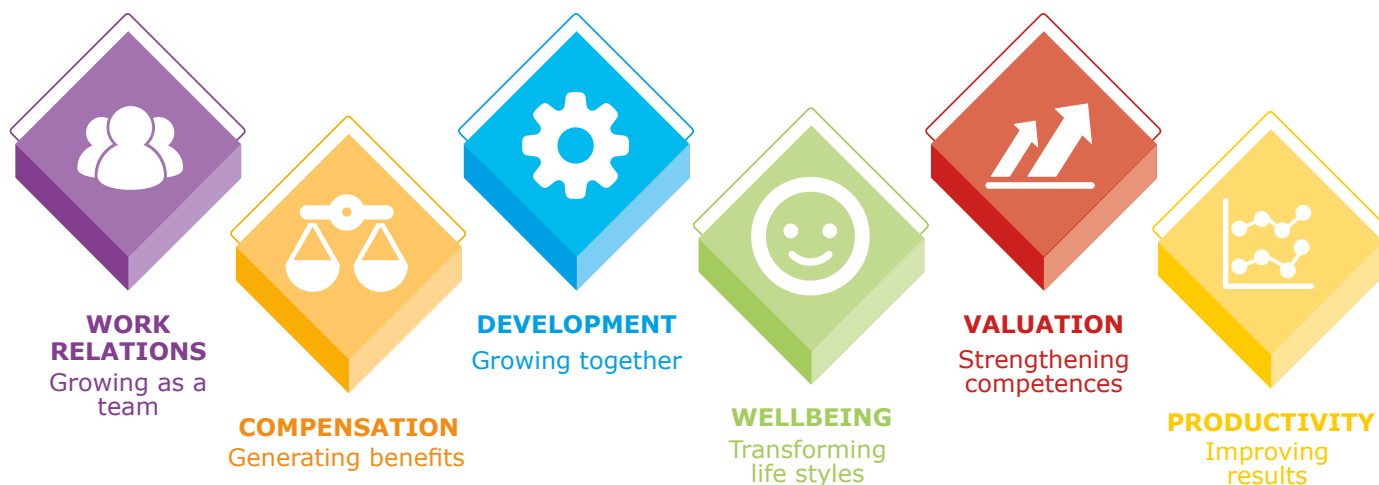 WORK
RELATIONS
Growing as a
team
COMPENSATION
Generating benefits
DEVELOPMENT
Growing together
WELLBEING
Transforming
life styles
VALUATION
Strengthening
competences
PRODUCTIVITY
Improving
results